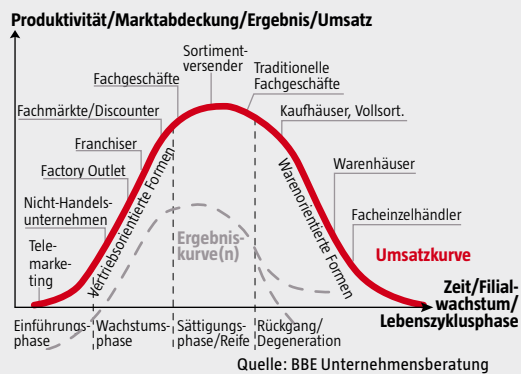 Produktivität/Marktabdeckung/Ergebnis/Umsatz
Sortiment-
versender
Fachgeschäfte
Traditionelle
Fachgeschäfte
Fachmärkte/Discounter
Kaufhäuser, Vollsort.
Franchiser
Factory Outlet
Warenhäuser
Nicht-Handels-
unternehmen
Facheinzelhändler
Tele-
marke-
ting
Vertriebsorientierte Formen
Warenorientierte Formen
Ergebnis-
kurve(n)
Umsatzkurve
Zeit/Filial-
wachstum/
Lebenszyklusphase
Einführungs-
phase
Wachstums-
phase
Sättigungs-
phase/Reife
Rückgang/
Degeneration
Quelle: BBE Unternehmensberatung